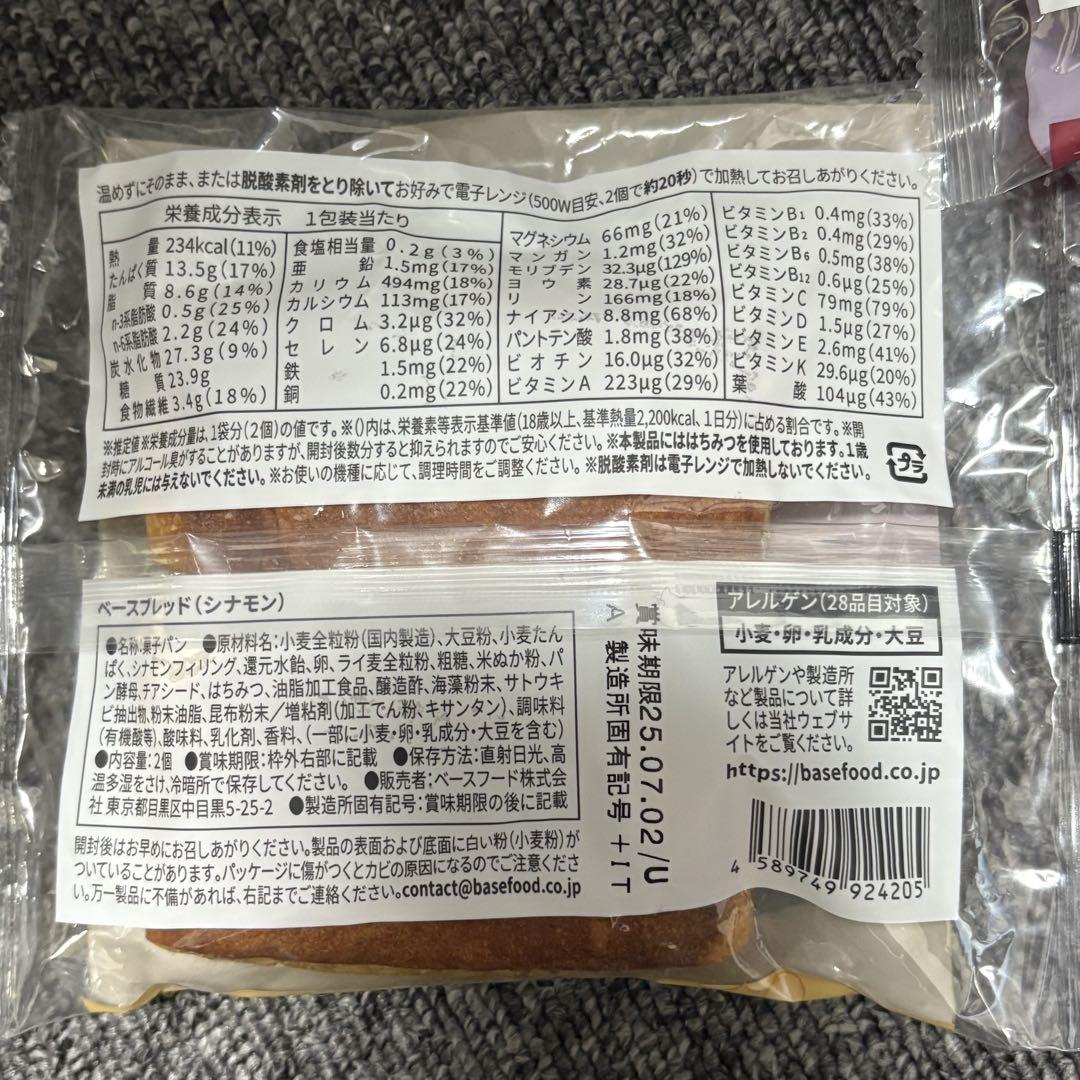 温めずにそのまま、または脱酸素剤をとり除いてお好みで電子レンジ(500W目安、2個で約20秒)で加熱してお召しあがりください。
栄養成分表示 1包装当たり
熱量 234kcal(11%)
たんぱく質 13.5g(17%)
脂質 8.6g(14%)
n-3系脂肪酸 0.5g(25%)
n-6系脂肪酸 2.2g(24%)
炭水化物 27.3g(9%)
糖質 23.9g
食物繊維 3.4g(18%)
食塩相当量 0.2g(3%)
亜鉛 1.5mg(17%)
カリウム 494mg(18%)
カルシウム 113mg(17%)
クロム 3.2μg(32%)
セレン 6.8μg(24%)
鉄 1.5mg(22%)
銅 0.2mg(22%)
マグネシウム 66mg(21%)
マンガン 1.2mg(32%)
モリブデン 32.3μg(129%)
ヨウ素 28.7μg(22%)
リン 166mg(18%)
ナイアシン 8.8mg(68%)
パントテン酸 1.8mg(38%)
ビオチン 16.0μg(32%)
ビタミンA 223μg(29%)
ビタミンB1 0.4mg(33%)
ビタミンB2 0.4mg(29%)
ビタミンB6 0.5mg(38%)
ビタミンB12 0.6μg(25%)
ビタミンC 79mg(79%)
ビタミンD 1.5μg(27%)
ビタミンE 2.6mg(41%)
ビタミンK 29.6μg(20%)
葉酸 104μg(43%)
※推定値 ※栄養成分量は、1袋分(2個)の値です。※()内は、栄養素等表示基準値(18歳以上、基準熱量2,200kcal、1日分)に占める割合です。※開
封時にアルコール臭がすることがありますが、開封後数分すると抑えられますのでご安心ください。※本製品にははちみつを使用しております。1歳
未満の乳児には与えないでください。※お使いの機種に応じて、調理時間をご調整ください。※脱酸素剤は電子レンジで加熱しないでください。
プラ
ベースブレッド(シナモン)
●名称:菓子パン ●原材料名:小麦全粒粉(国内製造)、大豆粉、小麦たん
ぱく、シナモンフィリング、還元水飴、卵、ライ麦全粒粉、粗糖、米ぬか粉、パ
ン酵母、チアシード、はちみつ、油脂加工食品、醸造酢、海藻粉末、サトウキ
ビ抽出物、粉末油脂、昆布粉末/増粘剤(加工でん粉、キサンタン)、調味料
(有機酸等)、酸味料、乳化剤、香料、(一部に小麦・卵・乳成分・大豆を含む)
●内容量:2個 ●賞味期限:枠外右部に記載 ●保存方法:直射日光、高
温多湿をさけ、冷暗所で保存してください。 ●販売者:ベースフード株式会
社 東京都目黒区中目黒5-25-2 ●製造所固有記号:賞味期限の後に記載
開封後はお早めにお召しあがりください。製品の表面および底面に白い粉(小麦粉)が
ついていることがあります。パッケージに傷がつくとカビの原因になるのでご注意くださ
い。万一製品に不備があれば、右記までご連絡ください。contact@basefood.co.jp
賞味期限25.07.02/U
A 製造所固有記号 +IT
アレルゲン(28品目対象)
小麦・卵・乳成分・大豆
アレルゲンや製造所
など製品について詳
しくは当社ウェブサ
イトをご覧ください。
https://basefood.co.jp
4 589749 924205